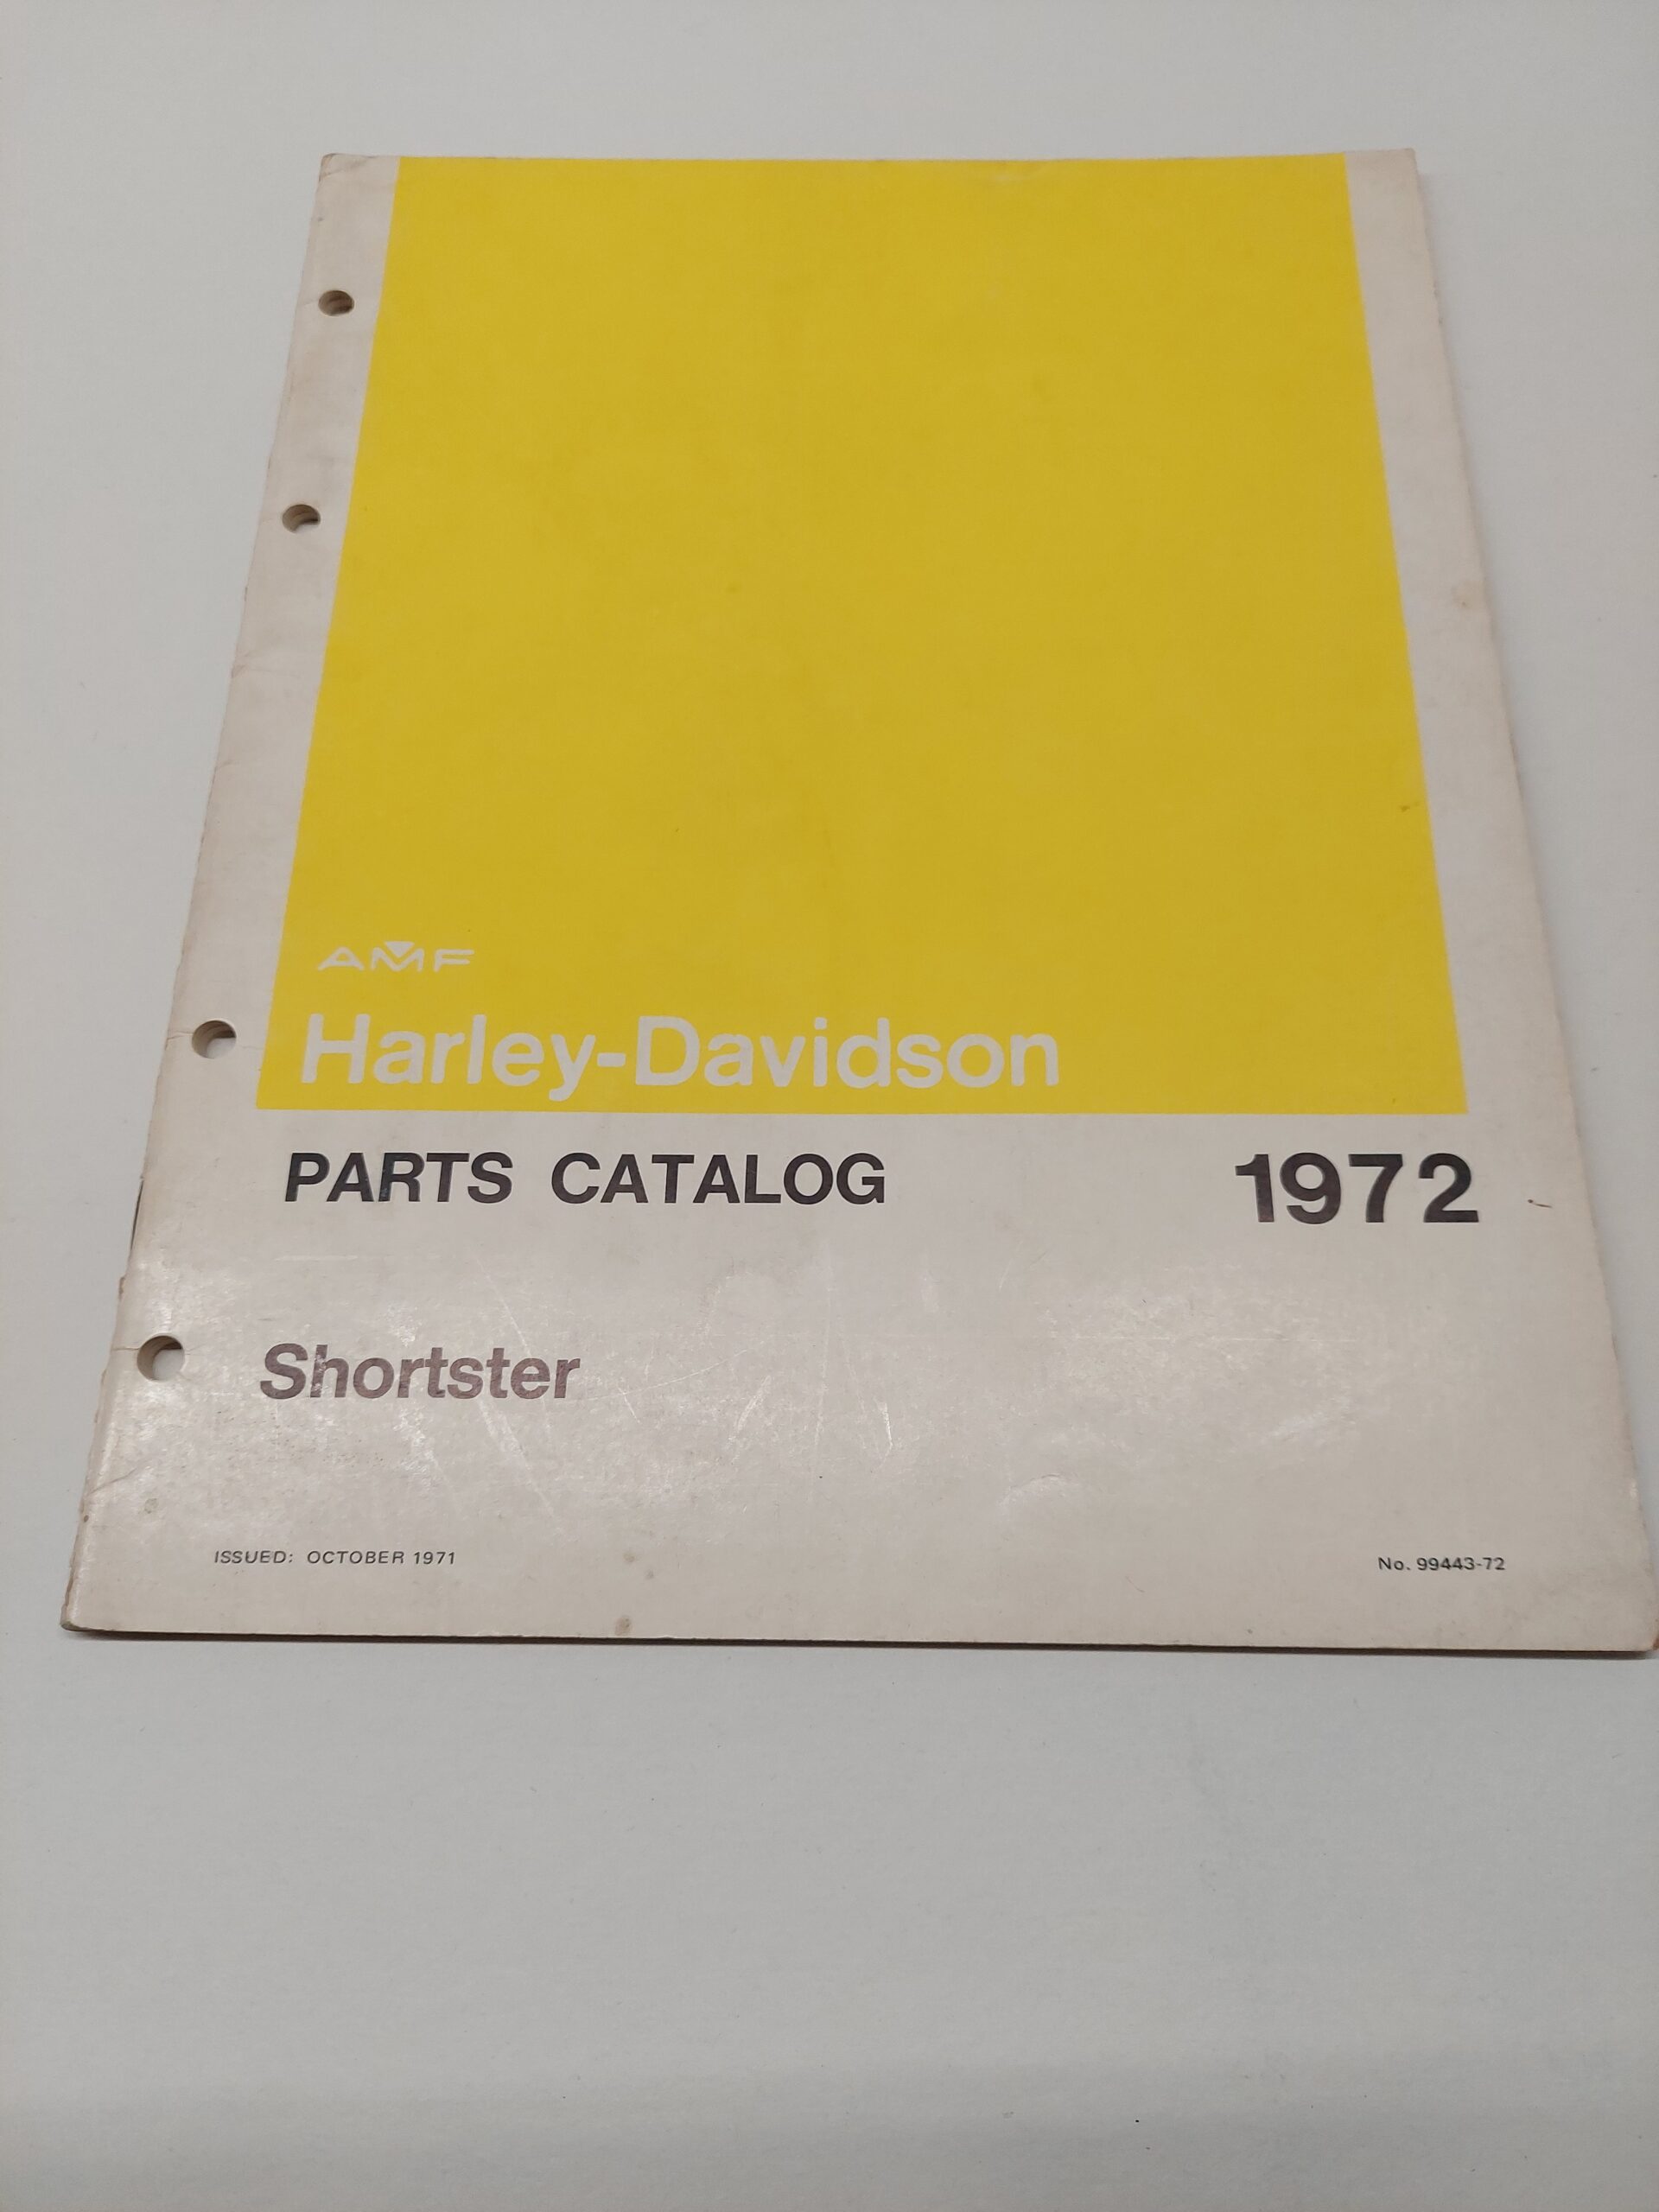 AMF
Harley-Davidson
PARTS CATALOG 1972
Shortster
ISSUED: OCTOBER 1971 No. 99443-72